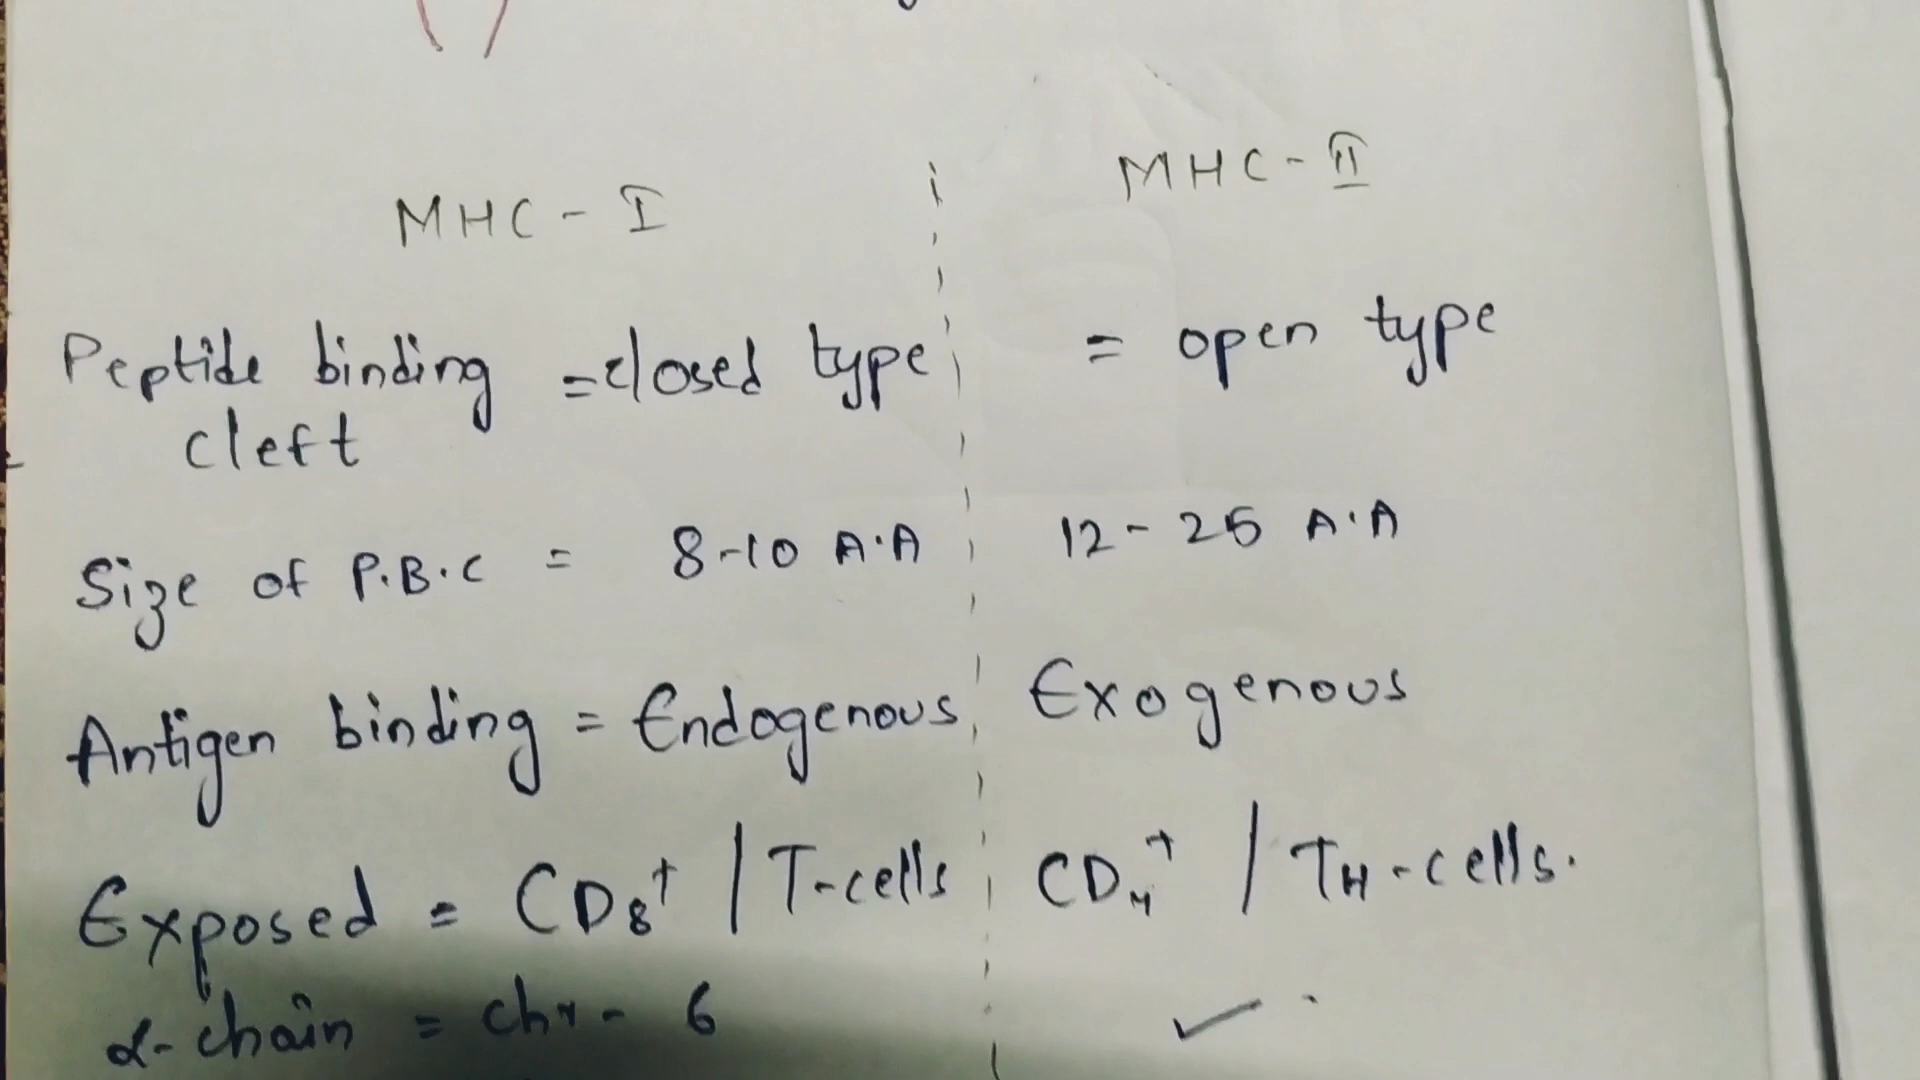 MHC - I MHC - II
Peptide binding = closed type = open type
cleft
Size of P.B.C = 8-10 A.A 12 - 25 A.A
Antigen binding = Endogenous Exogenous
Exposed = CD8+ / T-cells CD4+ / TH-cells.
α-chain = chr - 6 ✓